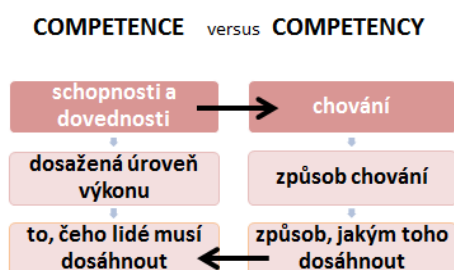 COMPETENCE versus COMPETENCY
schopnosti a
dovednosti
chování
dosažená úroveň
výkonu
způsob chování
to, čeho lidé musí
dosáhnout
způsob, jakým toho
dosáhnout